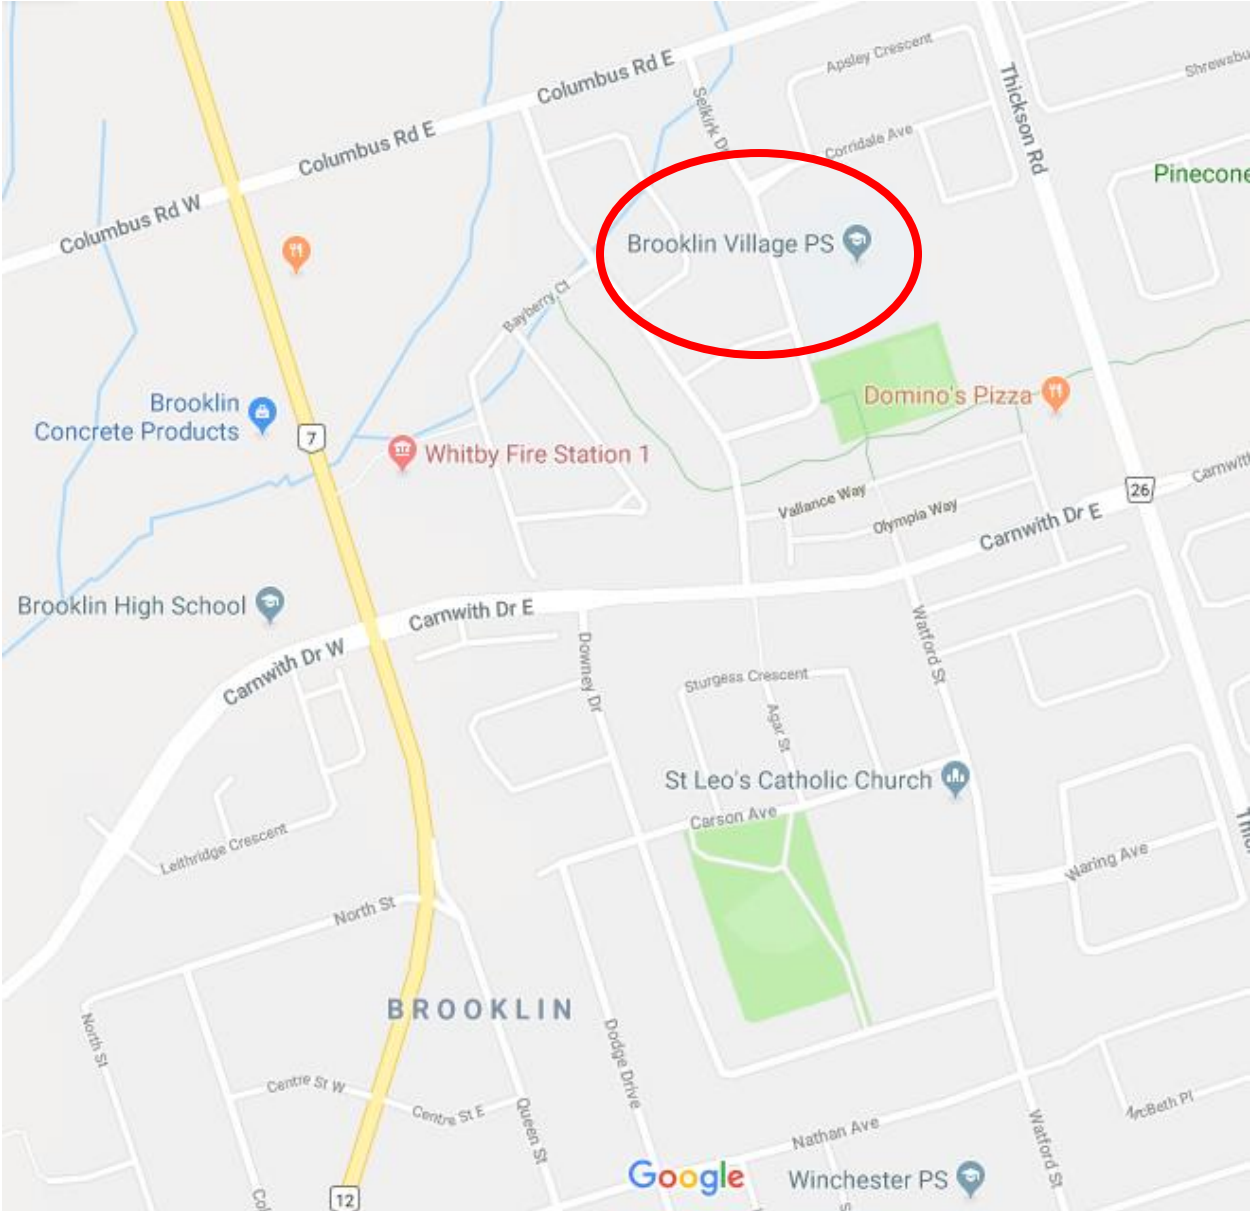 Columbus Rd E
Apsley Crescent
Shrewsbu
Thickson Rd
Selkirk Dr
Columbus Rd E
Corridale Ave
Pinecone
Columbus Rd W
Brooklin Village PS
Bayberry Ct
Brooklin
Concrete Products
7
Domino's Pizza
Whitby Fire Station 1
Vallance Way
Olympia Way
26
Carnwith
Carnwith Dr E
Brooklin High School
Carnwith Dr E
Carnwith Dr W
Downey Dr
Watford St
Sturgess Crescent
Agar St
St Leo's Catholic Church
Carson Ave
Thic
Leithridge Crescent
Waring Ave
North St
BROOKLIN
North St
Dodge Drive
Centre St W
Centre St E
Queen St
McBeth Pl
Nathan Ave
Watford St
Google
Winchester PS
12
Col
S